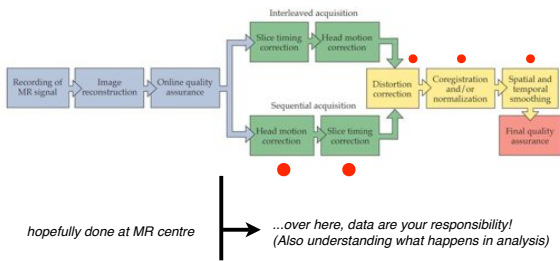 Interleaved acquisition
Slice timing
correction
Head motion
correction
Recording of
MR signal
Image
reconstruction
Online quality
assurance
Distortion
correction
Coregistration
and/or
normalization
Spatial and
temporal
smoothing
Sequential acquisition
Head motion
correction
Slice timing
correction
Final quality
assurance
hopefully done at MR centre
...over here, data are your responsibility!
(Also understanding what happens in analysis)